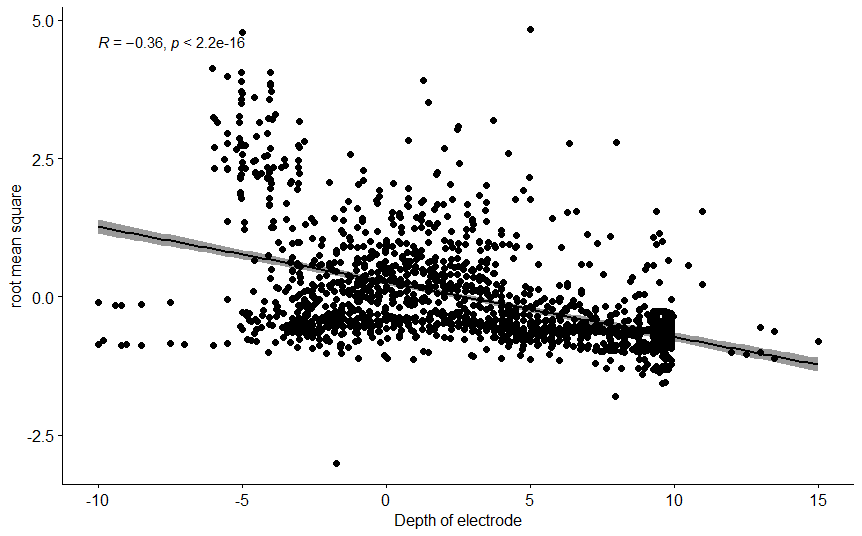 R = −0.36, p < 2.2e-16
5.0
2.5
0.0
-2.5
root mean square
-10 -5 0 5 10 15
Depth of electrode